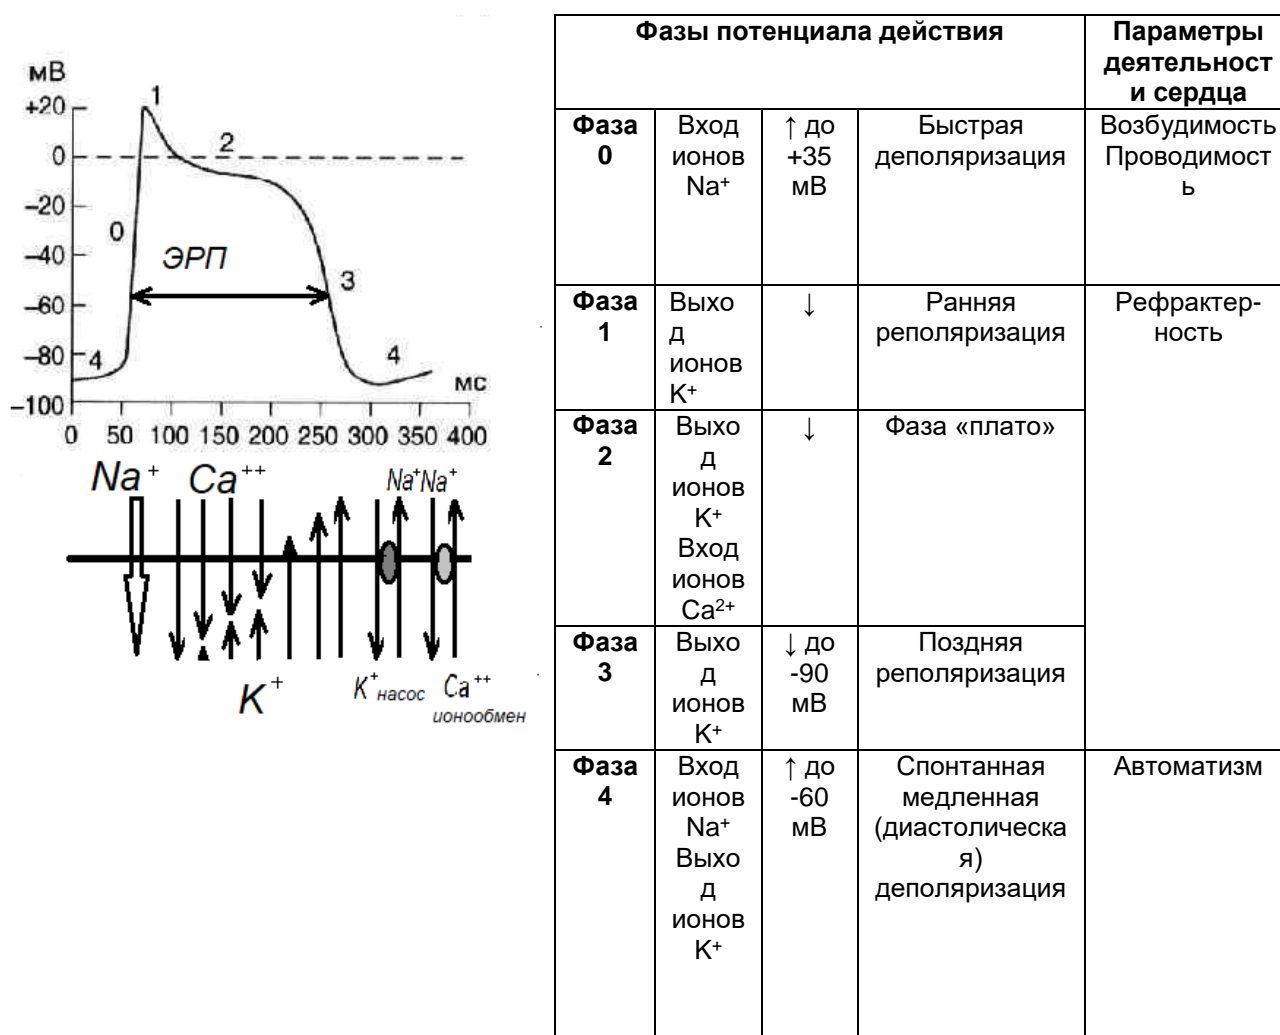 мВ
+20
0
–20
–40
–60
–80
–100
1
2
0
ЭРП
3
4
4
мс
0 50 100 150 200 250 300 350 400
Na+ Ca++ Na+ Na+
K+ K+ насос Ca++
ионообмен
Фазы потенциала действия
Параметры
деятельност
и сердца
Фаза
0
Вход
ионов
Na+
↑ до
+35
мВ
Быстрая
деполяризация
Возбудимость
Проводимост
ь
Фаза
1
Выхо
д
ионов
K+
↓
Ранняя
реполяризация
Рефрактер-
ность
Фаза
2
Выхо
д
ионов
K+
Вход
ионов
Ca2+
↓
Фаза «плато»
Фаза
3
Выхо
д
ионов
K+
↓ до
-90
мВ
Поздняя
реполяризация
Фаза
4
Вход
ионов
Na+
Выхо
д
ионов
K+
↑ до
-60
мВ
Спонтанная
медленная
(диастолическа
я)
деполяризация
Автоматизм